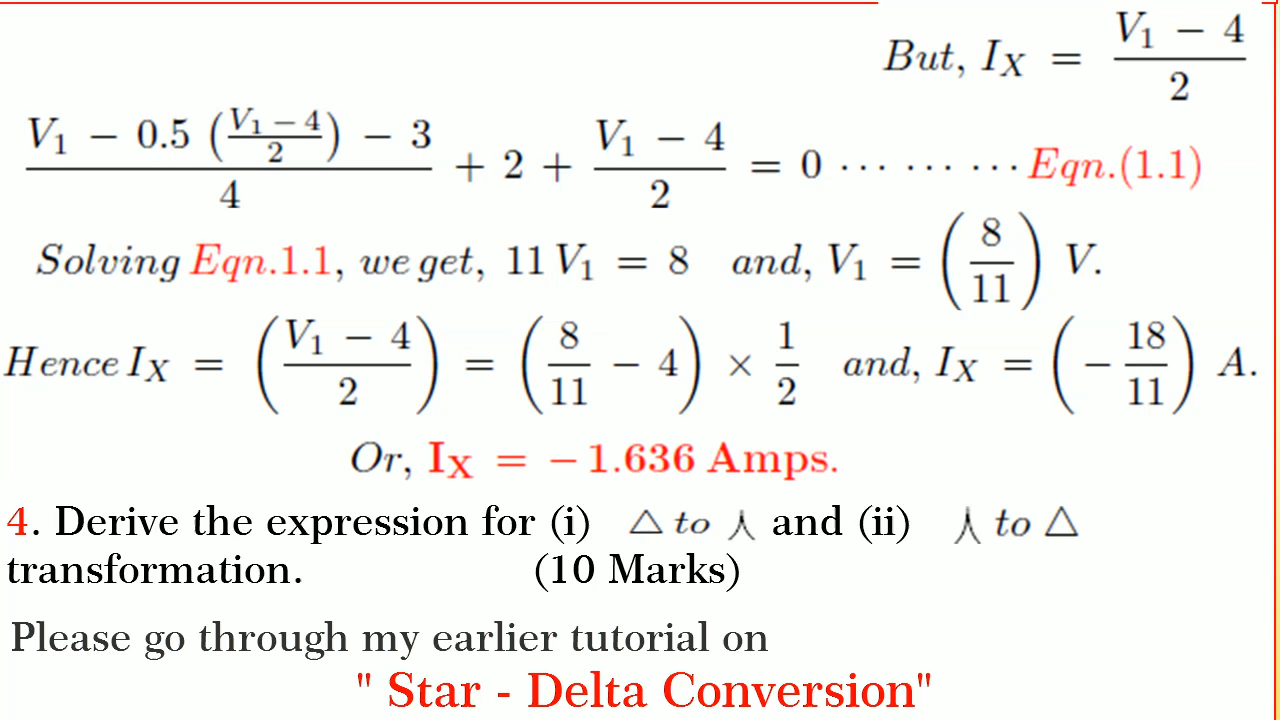 But, I_X = (V_1 − 4)/2
(V_1 − 0.5 ((V_1 − 4)/2) − 3)/4 + 2 + (V_1 − 4)/2 = 0 ········· Eqn.(1.1)
Solving Eqn.1.1, we get, 11 V_1 = 8 and, V_1 = (8/11) V.
Hence I_X = ((V_1 − 4)/2) = (8/11 − 4) × 1/2 and, I_X = (− 18/11) A.
Or, I_X = − 1.636 Amps.
4. Derive the expression for (i) △ to ⅄ and (ii) ⅄ to △
transformation. (10 Marks)
Please go through my earlier tutorial on
" Star - Delta Conversion"